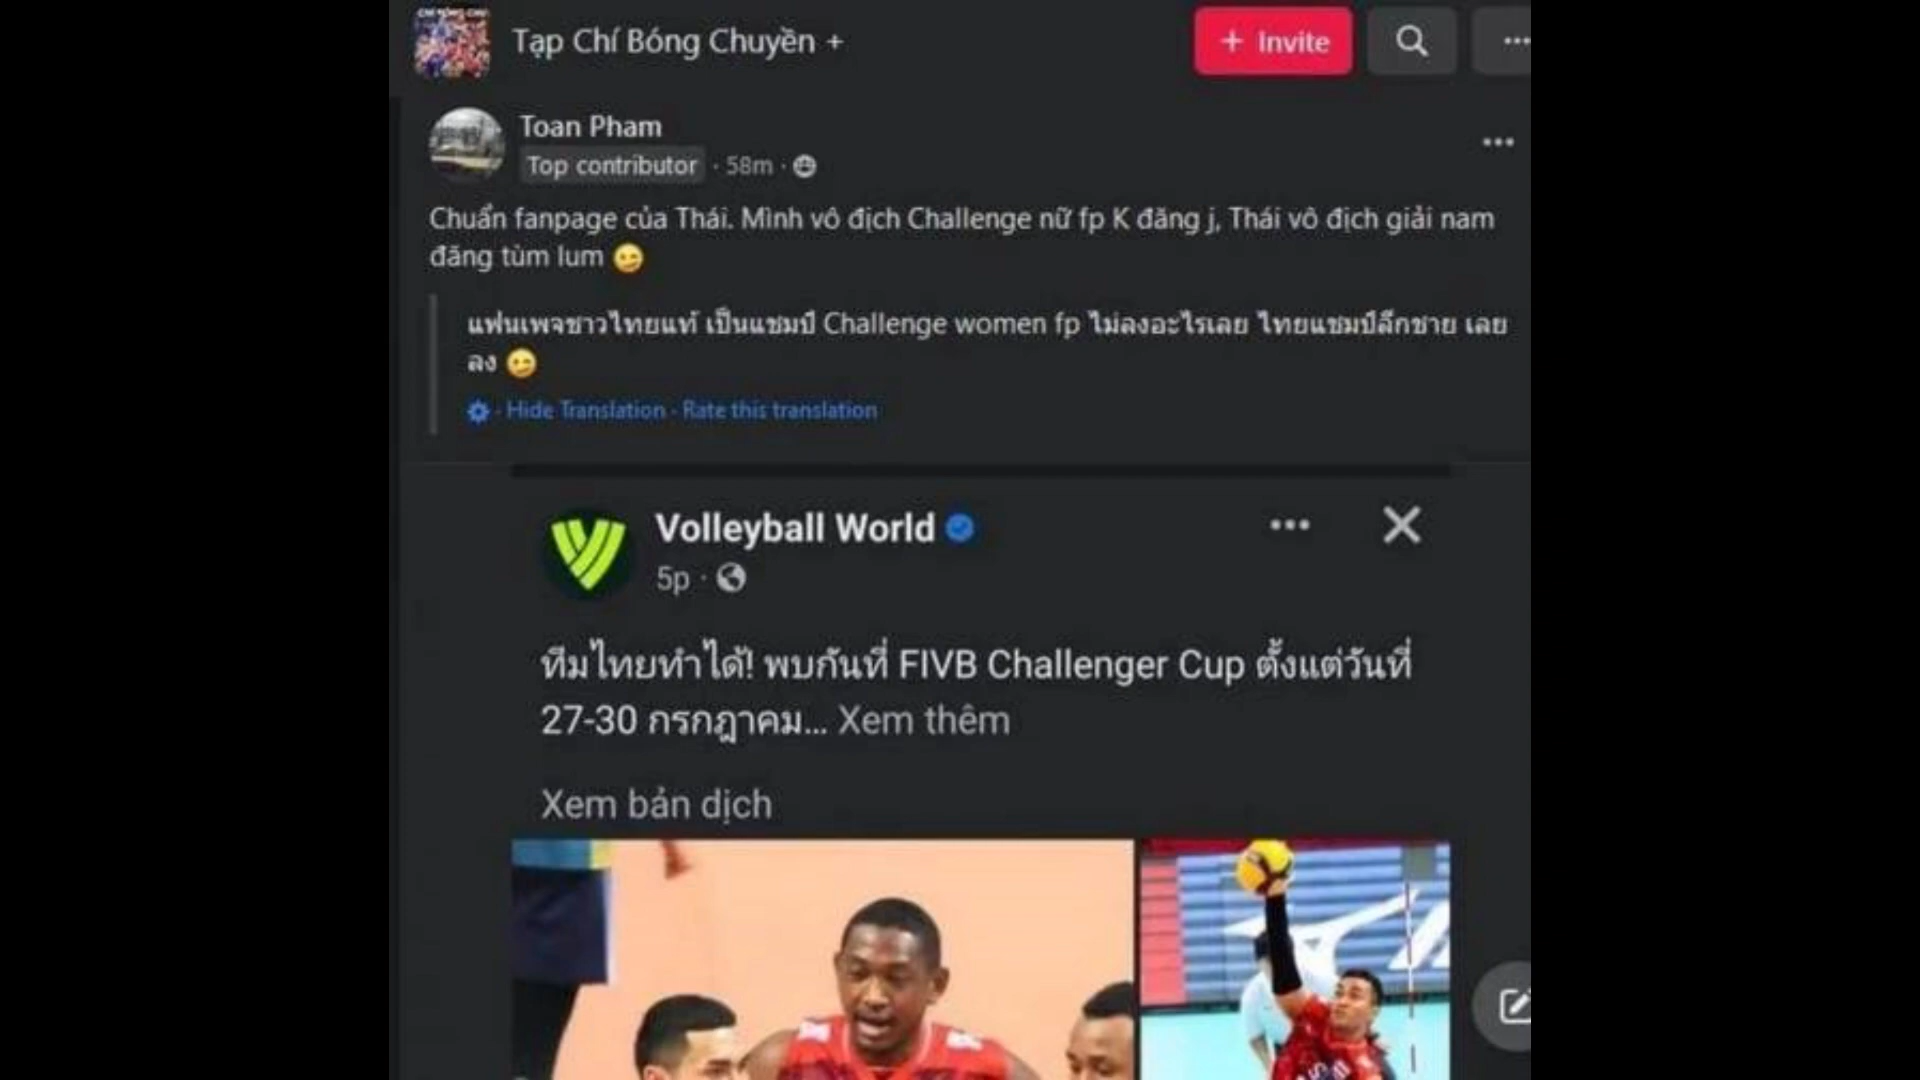 Tạp Chí Bóng Chuyền +
+ Invite
Toan Pham
Top contributor · 58m ·
Chuẩn fanpage của Thái. Mình vô địch Challenge nữ fp K đăng j, Thái vô địch giải nam
đăng tùm lum 😉
แฟนเพจชาวไทยแท้ เป็นแชมป์ Challenge women fp ไม่ลงอะไรเลย ไทยแชมป์ลีกชาย เลย
ลง 😉
· Hide Translation · Rate this translation
Volleyball World
5p ·
ทีมไทยทำได้! พบกันที่ FIVB Challenger Cup ตั้งแต่วันที่
27-30 กรกฎาคม... Xem thêm
Xem bản dịch